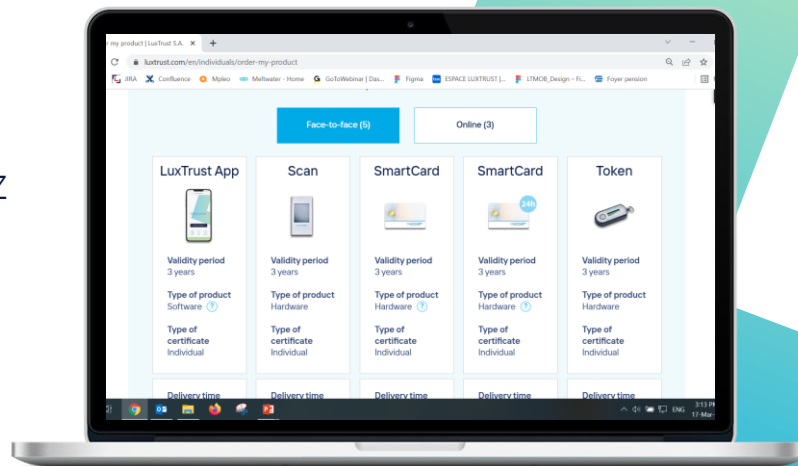 r my product | LuxTrust S.A.
luxtrust.com/en/individuals/order-my-product
JIRA Confluence Mpleo Meltwater - Home GoToWebinar | Das... Figma ESPACE LUXTRUST |... LTMOB_Design – Fi... Foyer pension
Face-to-face (5) Online (3)
LuxTrust App Scan SmartCard SmartCard Token
24h
Validity period Validity period Validity period Validity period Validity period
3 years 3 years 3 years 3 years 3 years
Type of product Type of product Type of product Type of product Type of product
Software ? Hardware Hardware ? Hardware ? Hardware
Type of Type of Type of Type of Type of
certificate certificate certificate certificate certificate
Individual Individual Individual Individual Individual
Delivery time Delivery time Delivery time Delivery time Delivery time
ENG 3:13 PM
17-Mar-